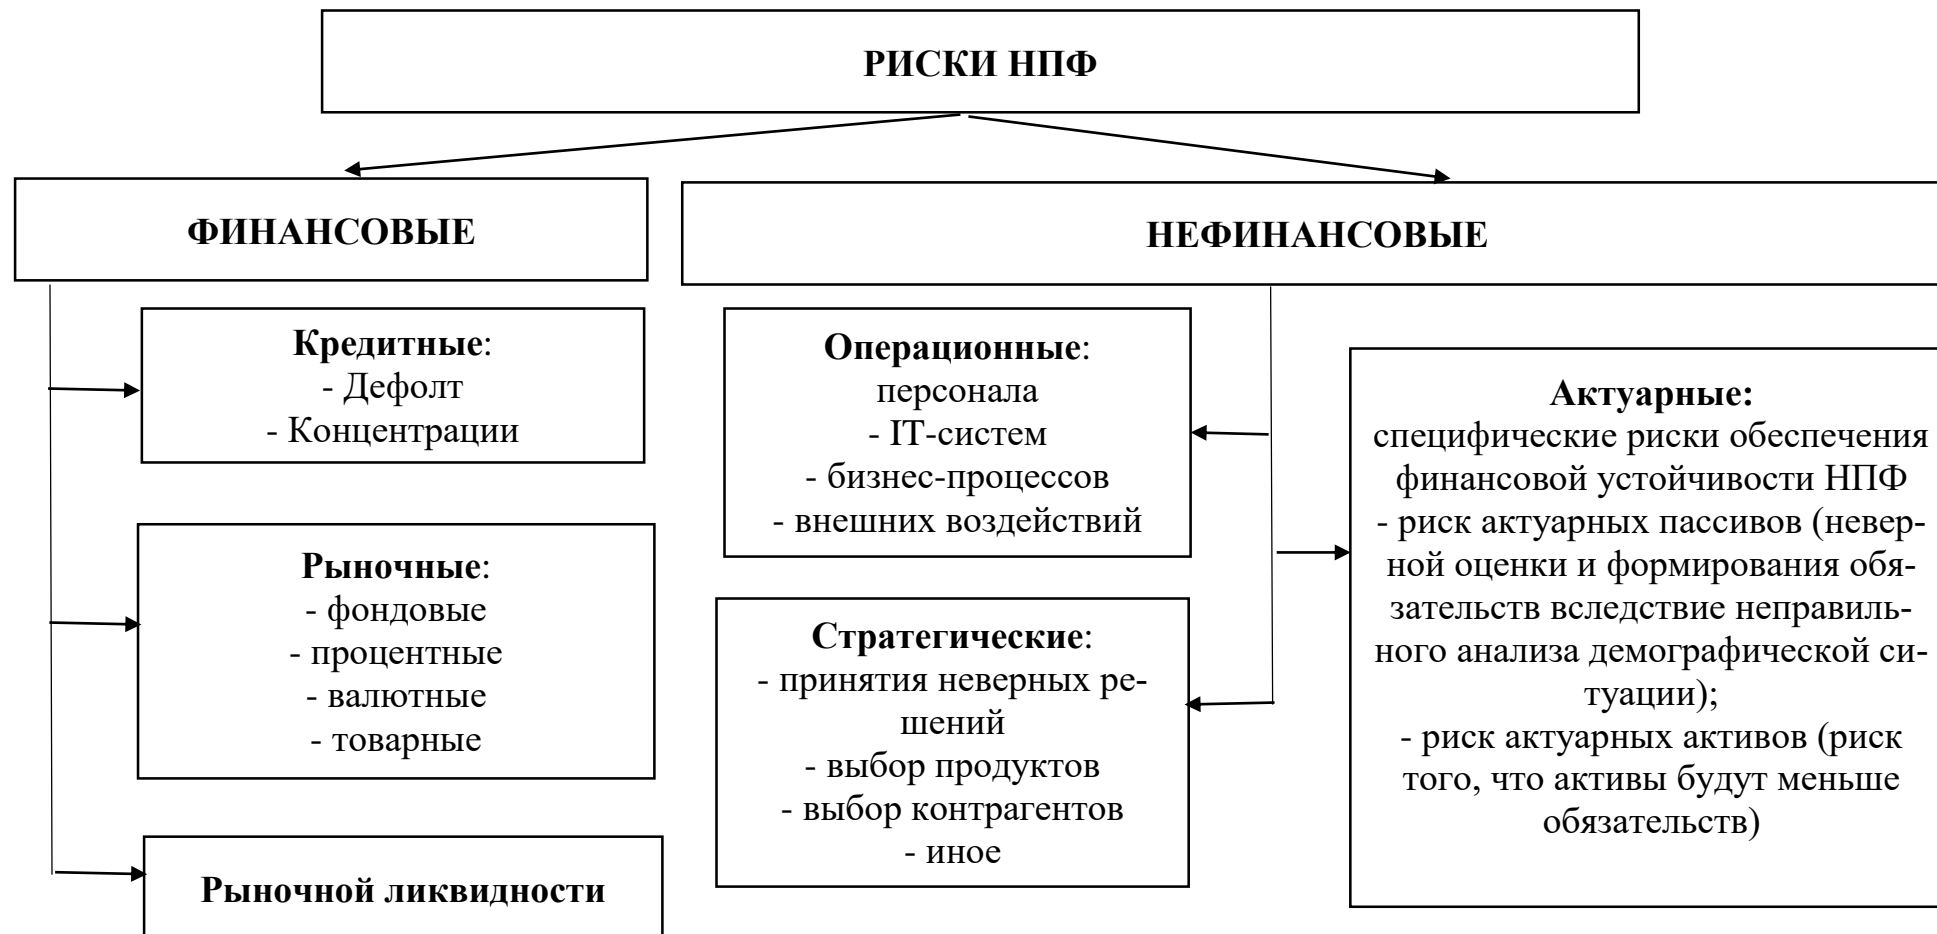 РИСКИ НПФ
ФИНАНСОВЫЕ
НЕФИНАНСОВЫЕ
Кредитные:
- Дефолт
- Концентрации
Рыночные:
- фондовые
- процентные
- валютные
- товарные
Рыночной ликвидности
Операционные:
персонала
- IT-систем
- бизнес-процессов
- внешних воздействий
Стратегические:
- принятия неверных ре-
шений
- выбор продуктов
- выбор контрагентов
- иное
Актуарные:
специфические риски обеспечения
финансовой устойчивости НПФ
- риск актуарных пассивов (невер-
ной оценки и формирования обя-
зательств вследствие неправиль-
ного анализа демографической си-
туации);
- риск актуарных активов (риск
того, что активы будут меньше
обязательств)